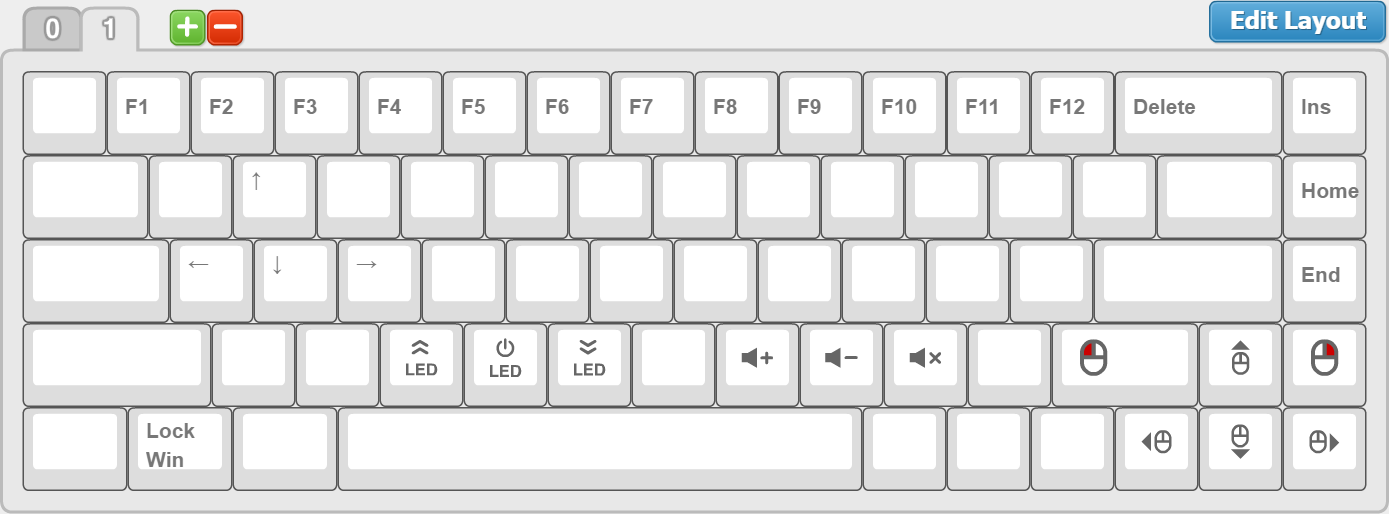 0 1
Edit Layout
F1 F2 F3 F4 F5 F6 F7 F8 F9 F10 F11 F12 Delete Ins
↑ Home
← ↓ → End
LED LED LED
Lock
Win